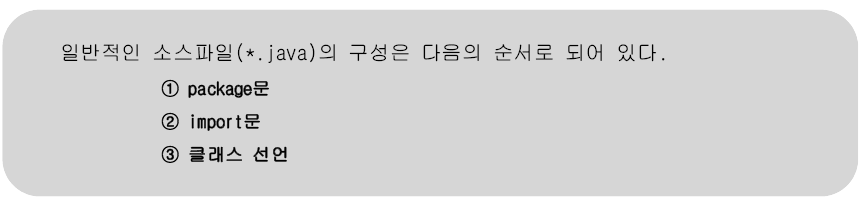 일반적인 소스파일(*.java)의 구성은 다음의 순서로 되어 있다.
① package문
② import문
③ 클래스 선언